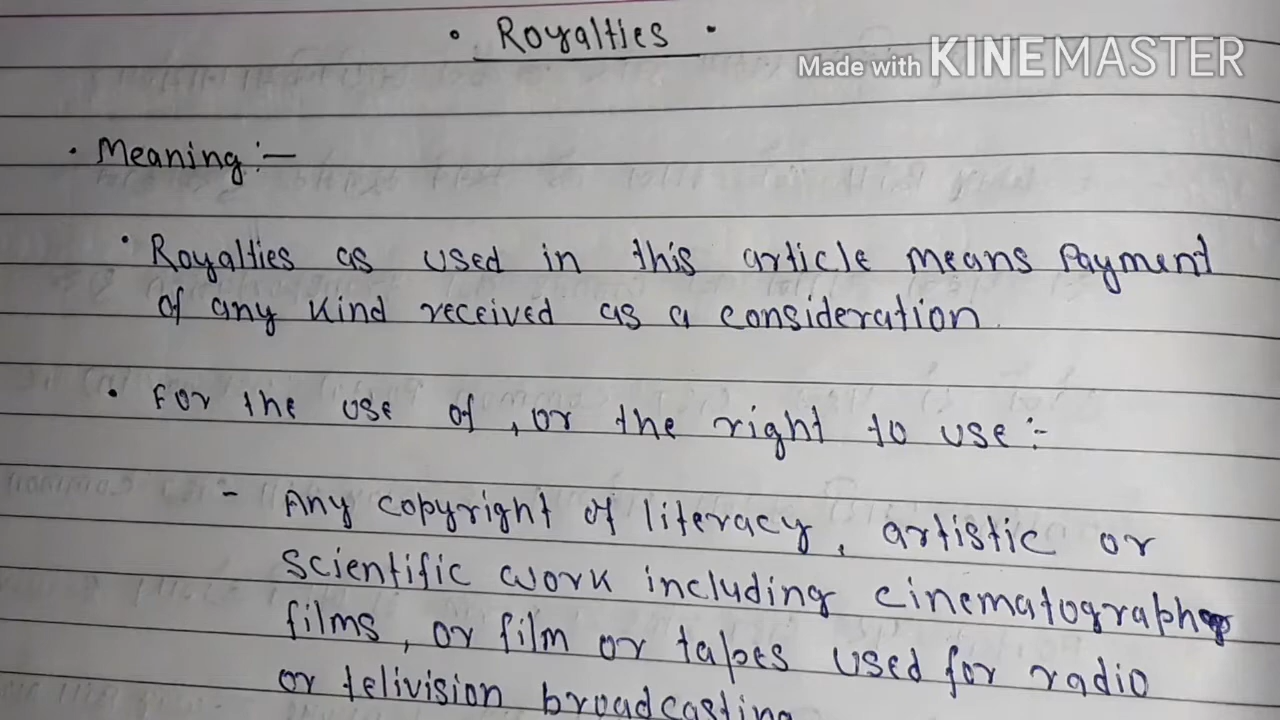 • Royalties •
Made with KINEMASTER
• Meaning :—
• Royalties as used in this article means Payment
of any kind received as a consideration.
• For the use of, or the right to use :-
- Any copyright of literacy, artistic or
scientific work including cinematograph
films, or film or tapes used for radio
or telivision broadcasting